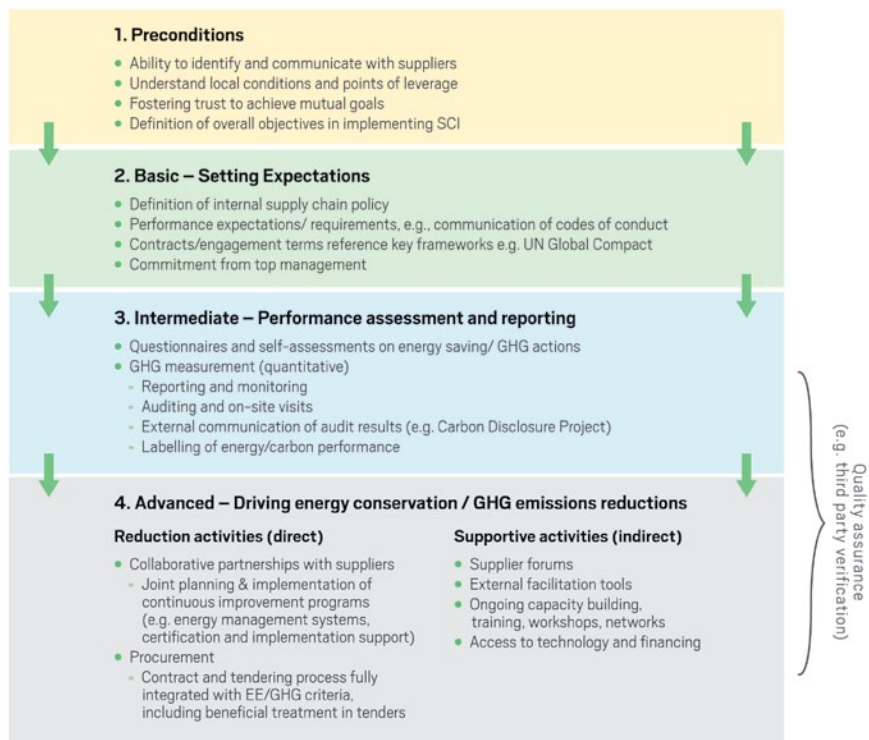 1. Preconditions
• Ability to identify and communicate with suppliers
• Understand local conditions and points of leverage
• Fostering trust to achieve mutual goals
• Definition of overall objectives in implementing SCI
2. Basic – Setting Expectations
• Definition of internal supply chain policy
• Performance expectations/ requirements, e.g., communication of codes of conduct
• Contracts/engagement terms reference key frameworks e.g. UN Global Compact
• Commitment from top management
3. Intermediate – Performance assessment and reporting
• Questionnaires and self-assessments on energy saving/ GHG actions
• GHG measurement (quantitative)
- Reporting and monitoring
- Auditing and on-site visits
- External communication of audit results (e.g. Carbon Disclosure Project)
- Labelling of energy/carbon performance
4. Advanced – Driving energy conservation / GHG emissions reductions
Reduction activities (direct)
• Collaborative partnerships with suppliers
- Joint planning & implementation of
continuous improvement programs
(e.g. energy management systems,
certification and implementation support)
• Procurement
- Contract and tendering process fully
integrated with EE/GHG criteria,
including beneficial treatment in tenders
Supportive activities (indirect)
• Supplier forums
• External facilitation tools
• Ongoing capacity building,
training, workshops, networks
• Access to technology and financing
Quality assurance
(e.g. third party verification)